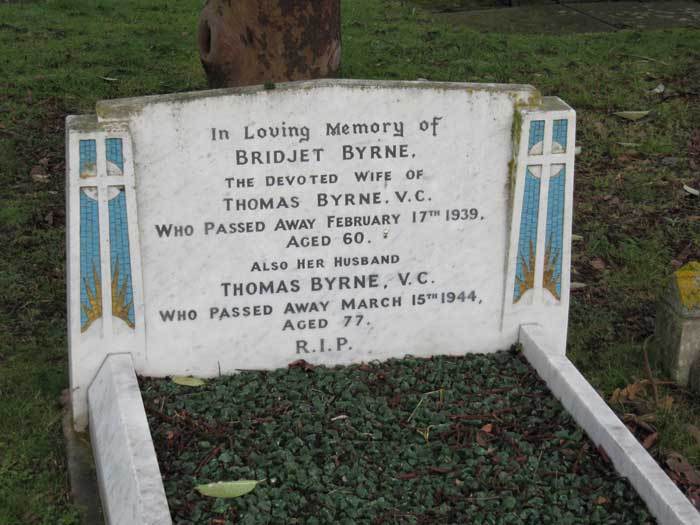 In Loving Memory of
BRIDJET BYRNE,
THE DEVOTED WIFE OF
THOMAS BYRNE. V.C.
WHO PASSED AWAY FEBRUARY 17TH 1939,
AGED 60.
ALSO HER HUSBAND
THOMAS BYRNE, V.C.
WHO PASSED AWAY MARCH 15TH 1944,
AGED 77.
R.I.P.